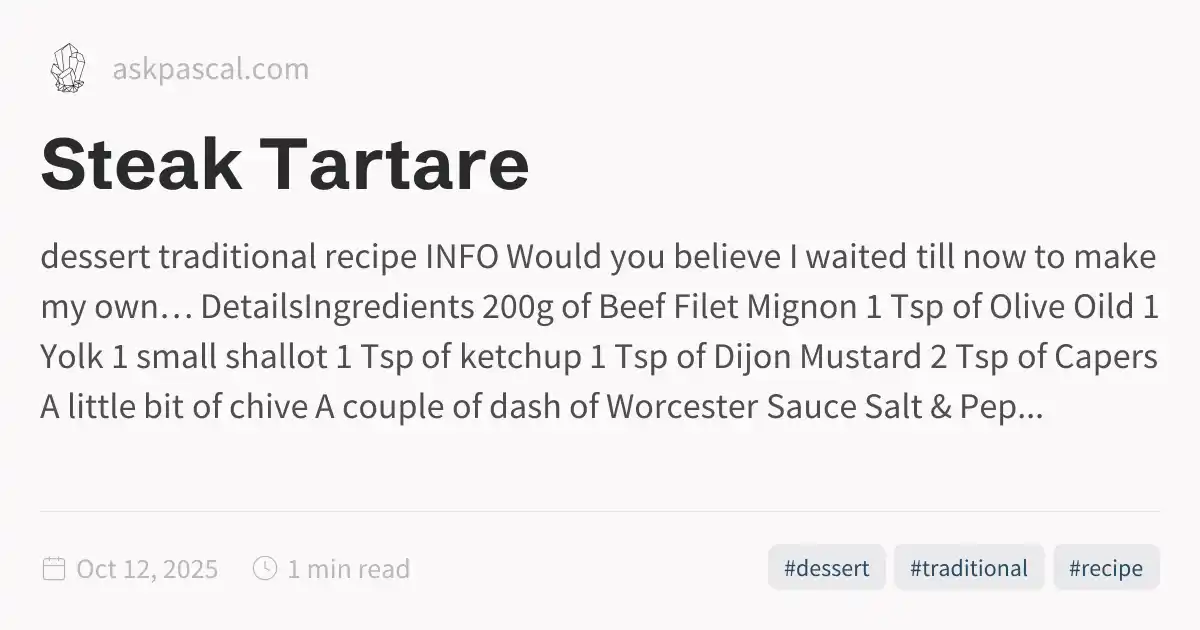 askpascal.com
Steak Tartare
dessert traditional recipe INFO Would you believe I waited till now to make
my own… DetailsIngredients 200g of Beef Filet Mignon 1 Tsp of Olive Oild 1
Yolk 1 small shallot 1 Tsp of ketchup 1 Tsp of Dijon Mustard 2 Tsp of Capers
A little bit of chive A couple of dash of Worcester Sauce Salt & Pep...
Oct 12, 2025 1 min read #dessert #traditional #recipe